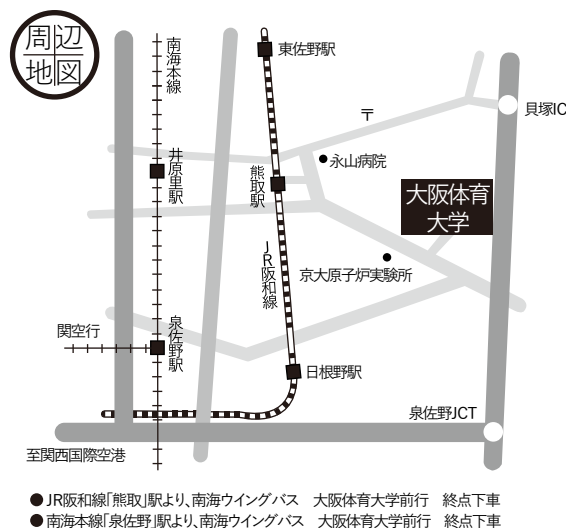 周辺
地図
南海本線
東佐野駅
〒
貝塚IC
井原里駅
永山病院
熊取駅
大阪体育
大学
JR阪和線
京大原子炉実験所
関空行
泉佐野駅
日根野駅
泉佐野JCT
至関西国際空港
●JR阪和線｢熊取｣駅より、南海ウイングバス　大阪体育大学前行　終点下車
●南海本線｢泉佐野｣駅より、南海ウイングバス　大阪体育大学前行　終点下車